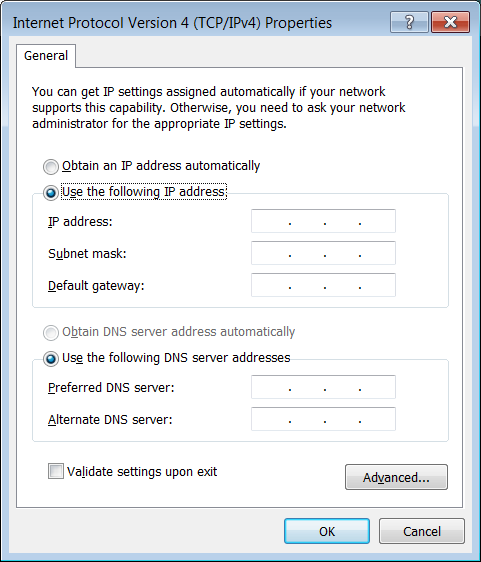 Internet Protocol Version 4 (TCP/IPv4) Properties
?
General
You can get IP settings assigned automatically if your network
supports this capability. Otherwise, you need to ask your network
administrator for the appropriate IP settings.
Obtain an IP address automatically
Use the following IP address
IP address: . . .
Subnet mask: . . .
Default gateway: . . .
Obtain DNS server address automatically
Use the following DNS server addresses
Preferred DNS server: . . .
Alternate DNS server: . . .
Validate settings upon exit
Advanced...
OK Cancel